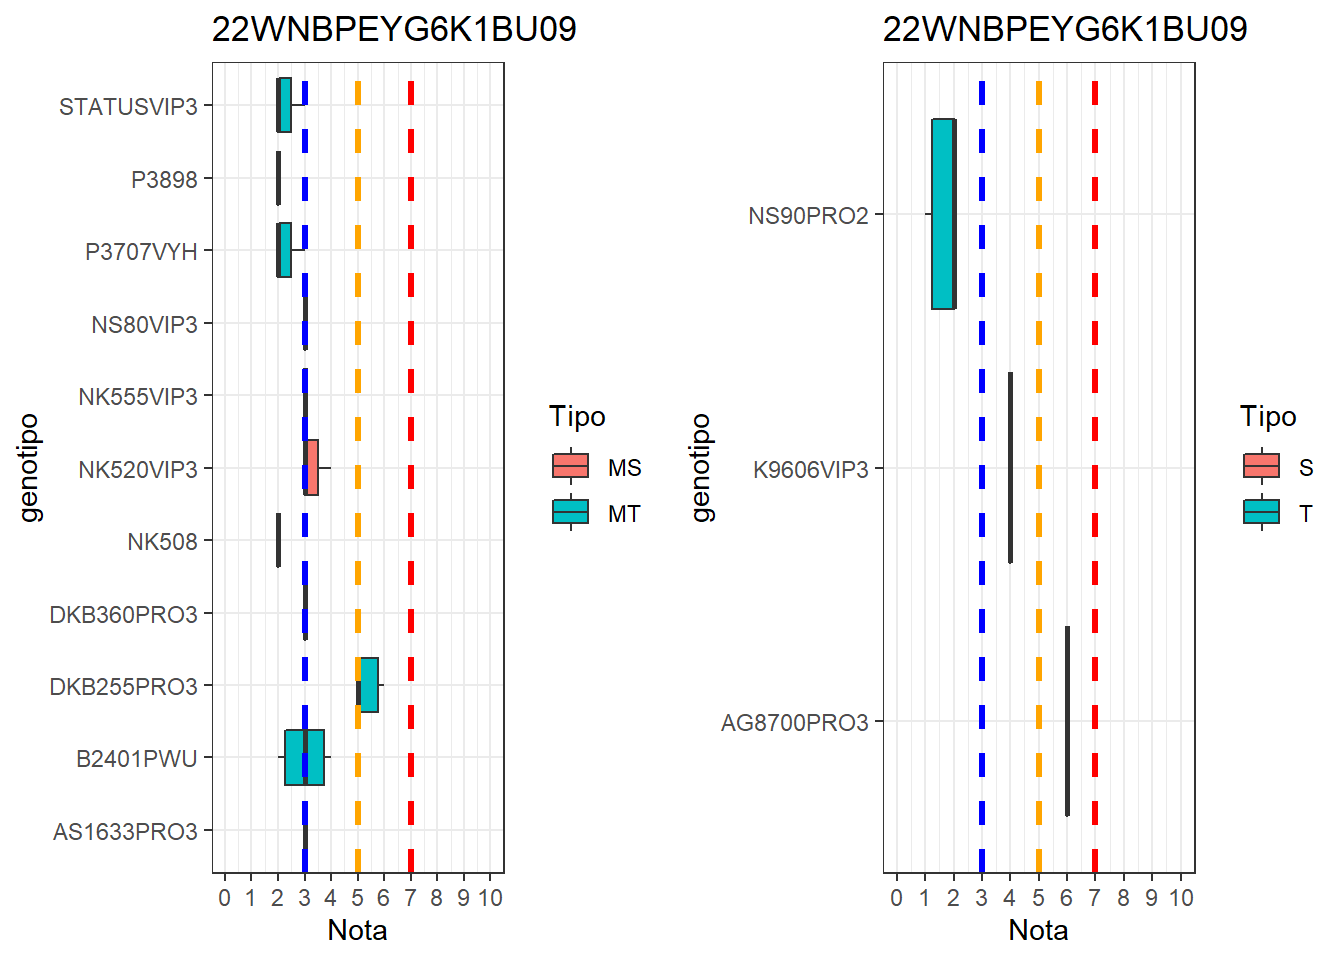 22WNBPEYG6K1BU09
STATUSVIP3
P3898
P3707VYH
NS80VIP3
NK555VIP3
NK520VIP3
NK508
DKB360PRO3
DKB255PRO3
B2401PWU
AS1633PRO3
genotipo
0 1 2 3 4 5 6 7 8 9 10
Nota
Tipo
MS
MT
22WNBPEYG6K1BU09
NS90PRO2
K9606VIP3
AG8700PRO3
genotipo
0 1 2 3 4 5 6 7 8 9 10
Nota
Tipo
S
T